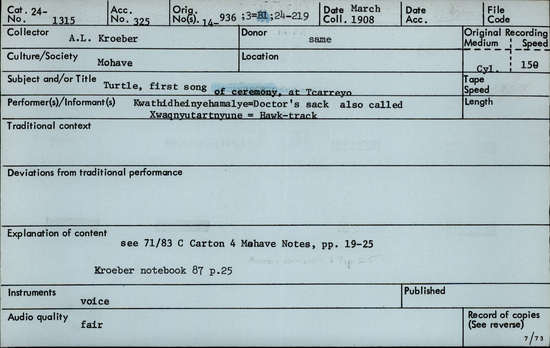 Cat. 24- Acc. Orig. Date March Date File
No. 1315 No. 325 No(s). 14-936 ;3=B1;24-219 Coll. 1908 Acc. Code
Collector Donor Original Recording
A.L. Kroeber same Medium Speed
Culture/Society Location
Mohave Cyl. 150
Subject and/or Title Tape
Turtle, first song of ceremony, at Tcarreyo Speed
Performer(s)/Informant(s) Kwathidheinyehamalye=Doctor's sack also called Length
Xwaqnyutartnyune = Hawk-track
Traditional context
Deviations from traditional performance
Explanation of content
see 71/83 C Carton 4 Mohave Notes, pp. 19-25
Kroeber notebook 87 p.25
Instruments Published
voice
Audio quality Record of copies
fair (See reverse)
7/73